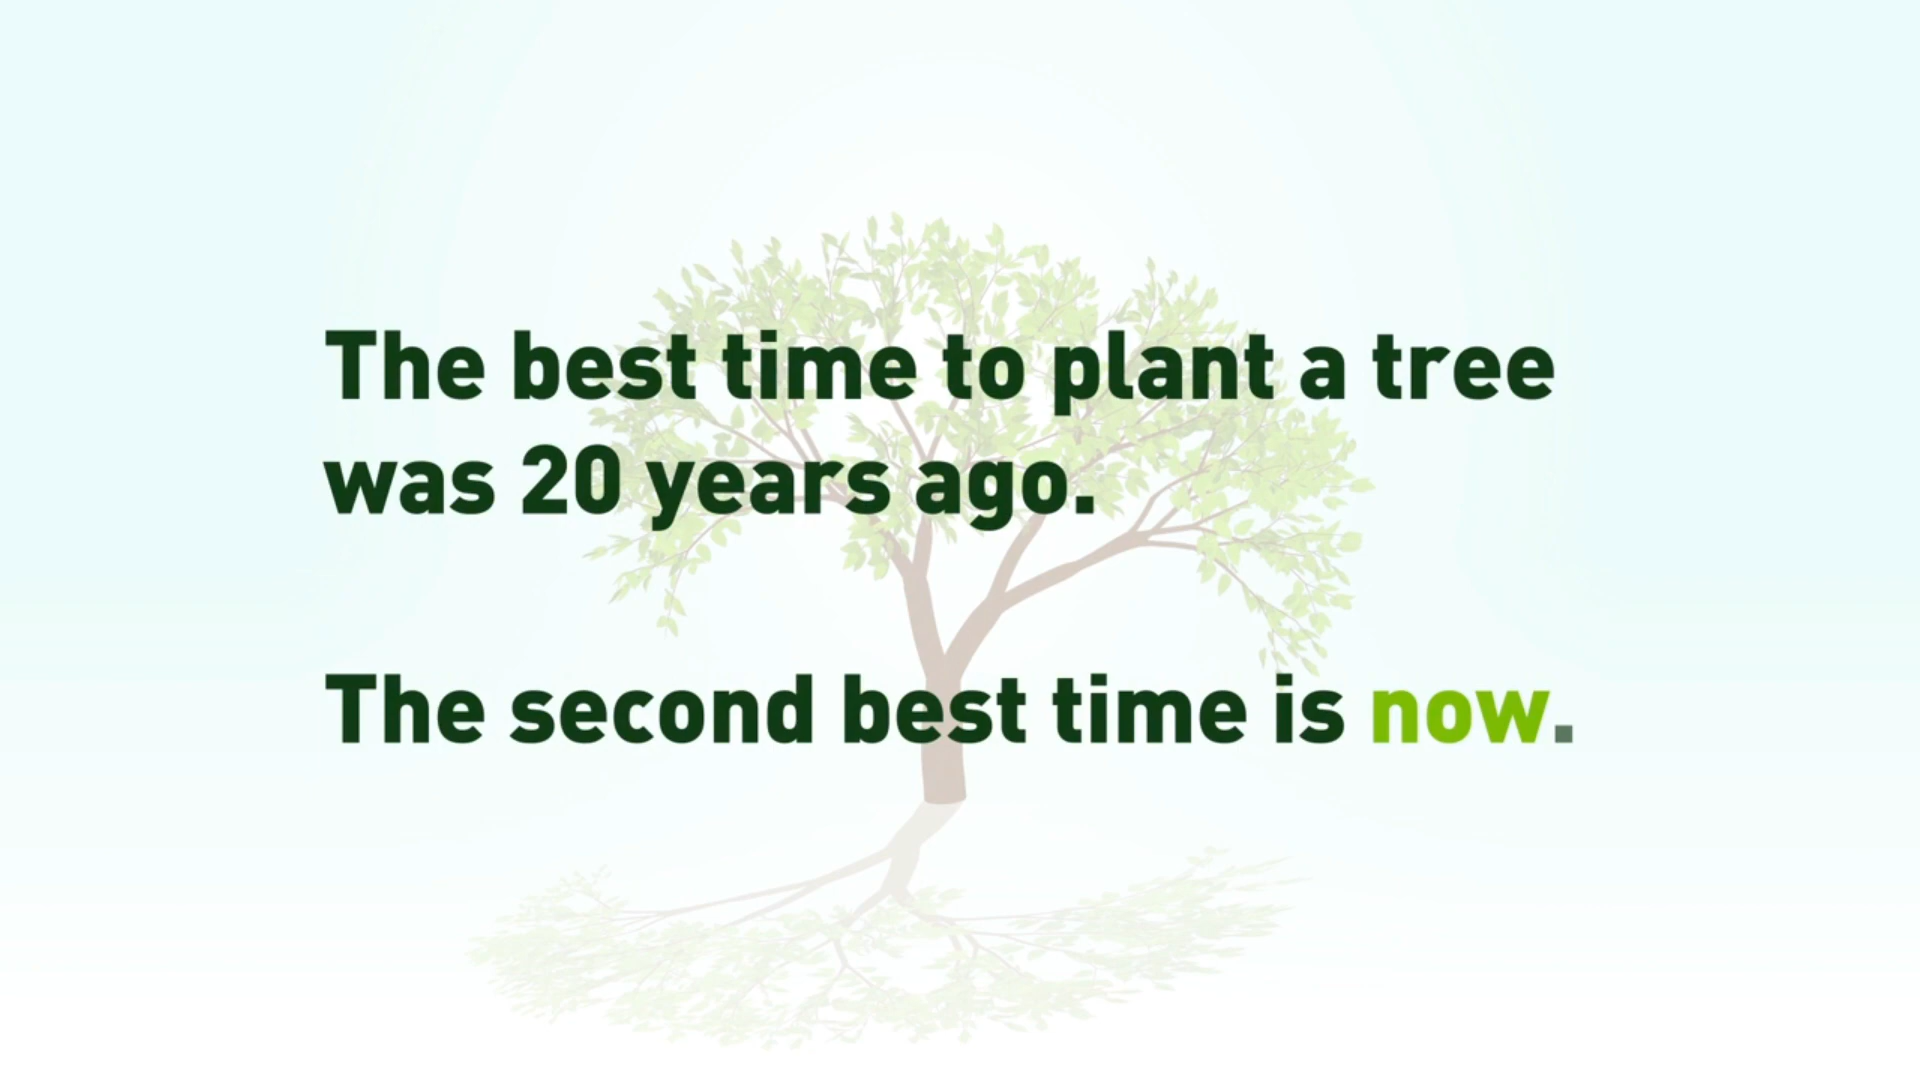 The best time to plant a tree
was 20 years ago.
The second best time is now.